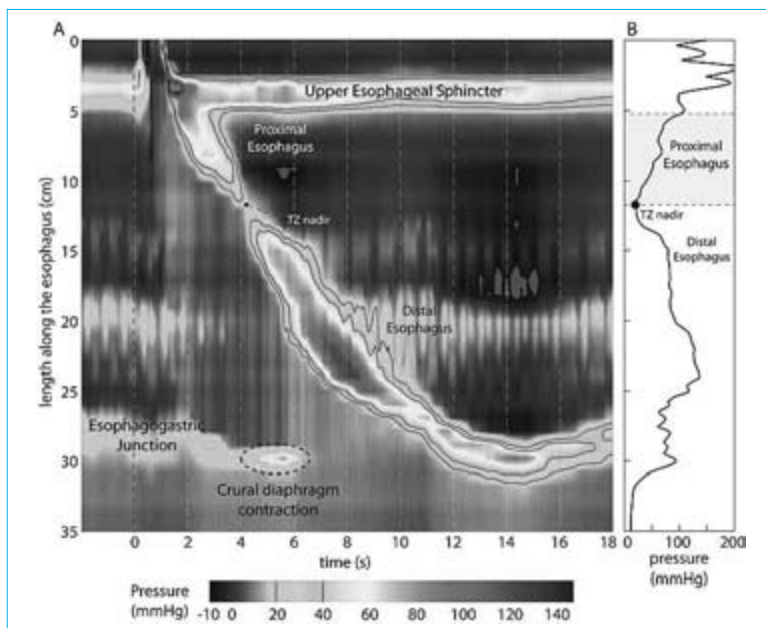 A
B
0
5
10
15
20
25
30
35
length along the esophagus (cm)
Upper Esophageal Sphincter
Proximal
Esophagus
TZ nadir
Distal
Esophagus
Esophagogastric
Junction
Crural diaphragm
contraction
0 2 4 6 8 10 12 14 16 18
time (s)
Proximal
Esophagus
TZ nadir
Distal
Esophagus
0 100 200
pressure
(mmHg)
Pressure
(mmHg)
-10 0 20 40 60 80 100 120 140